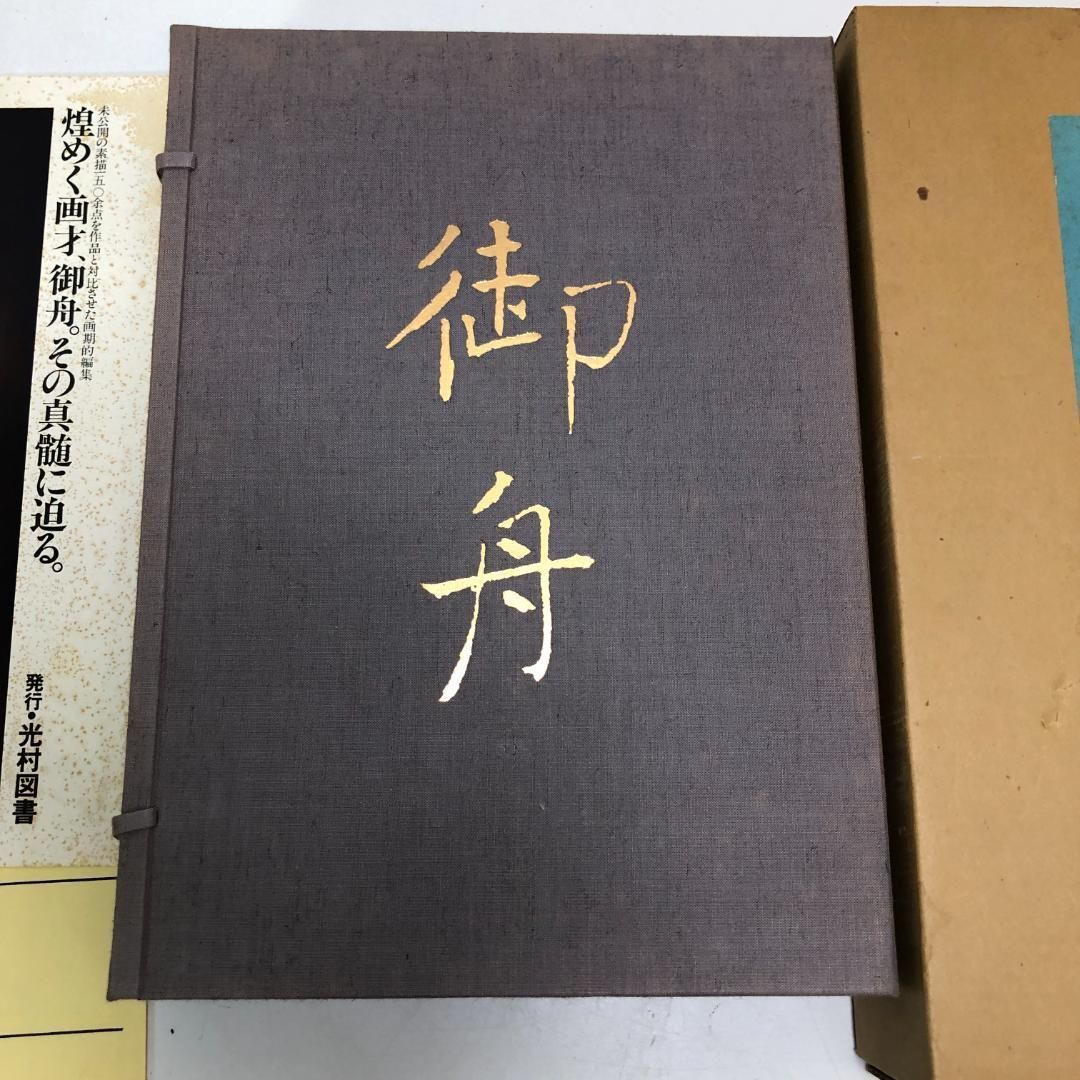 未公開の素描一五〇余点を作品と対比させた画期的編集
煌めく画才、御舟。その真髄に迫る。
発行・光村図書
御舟